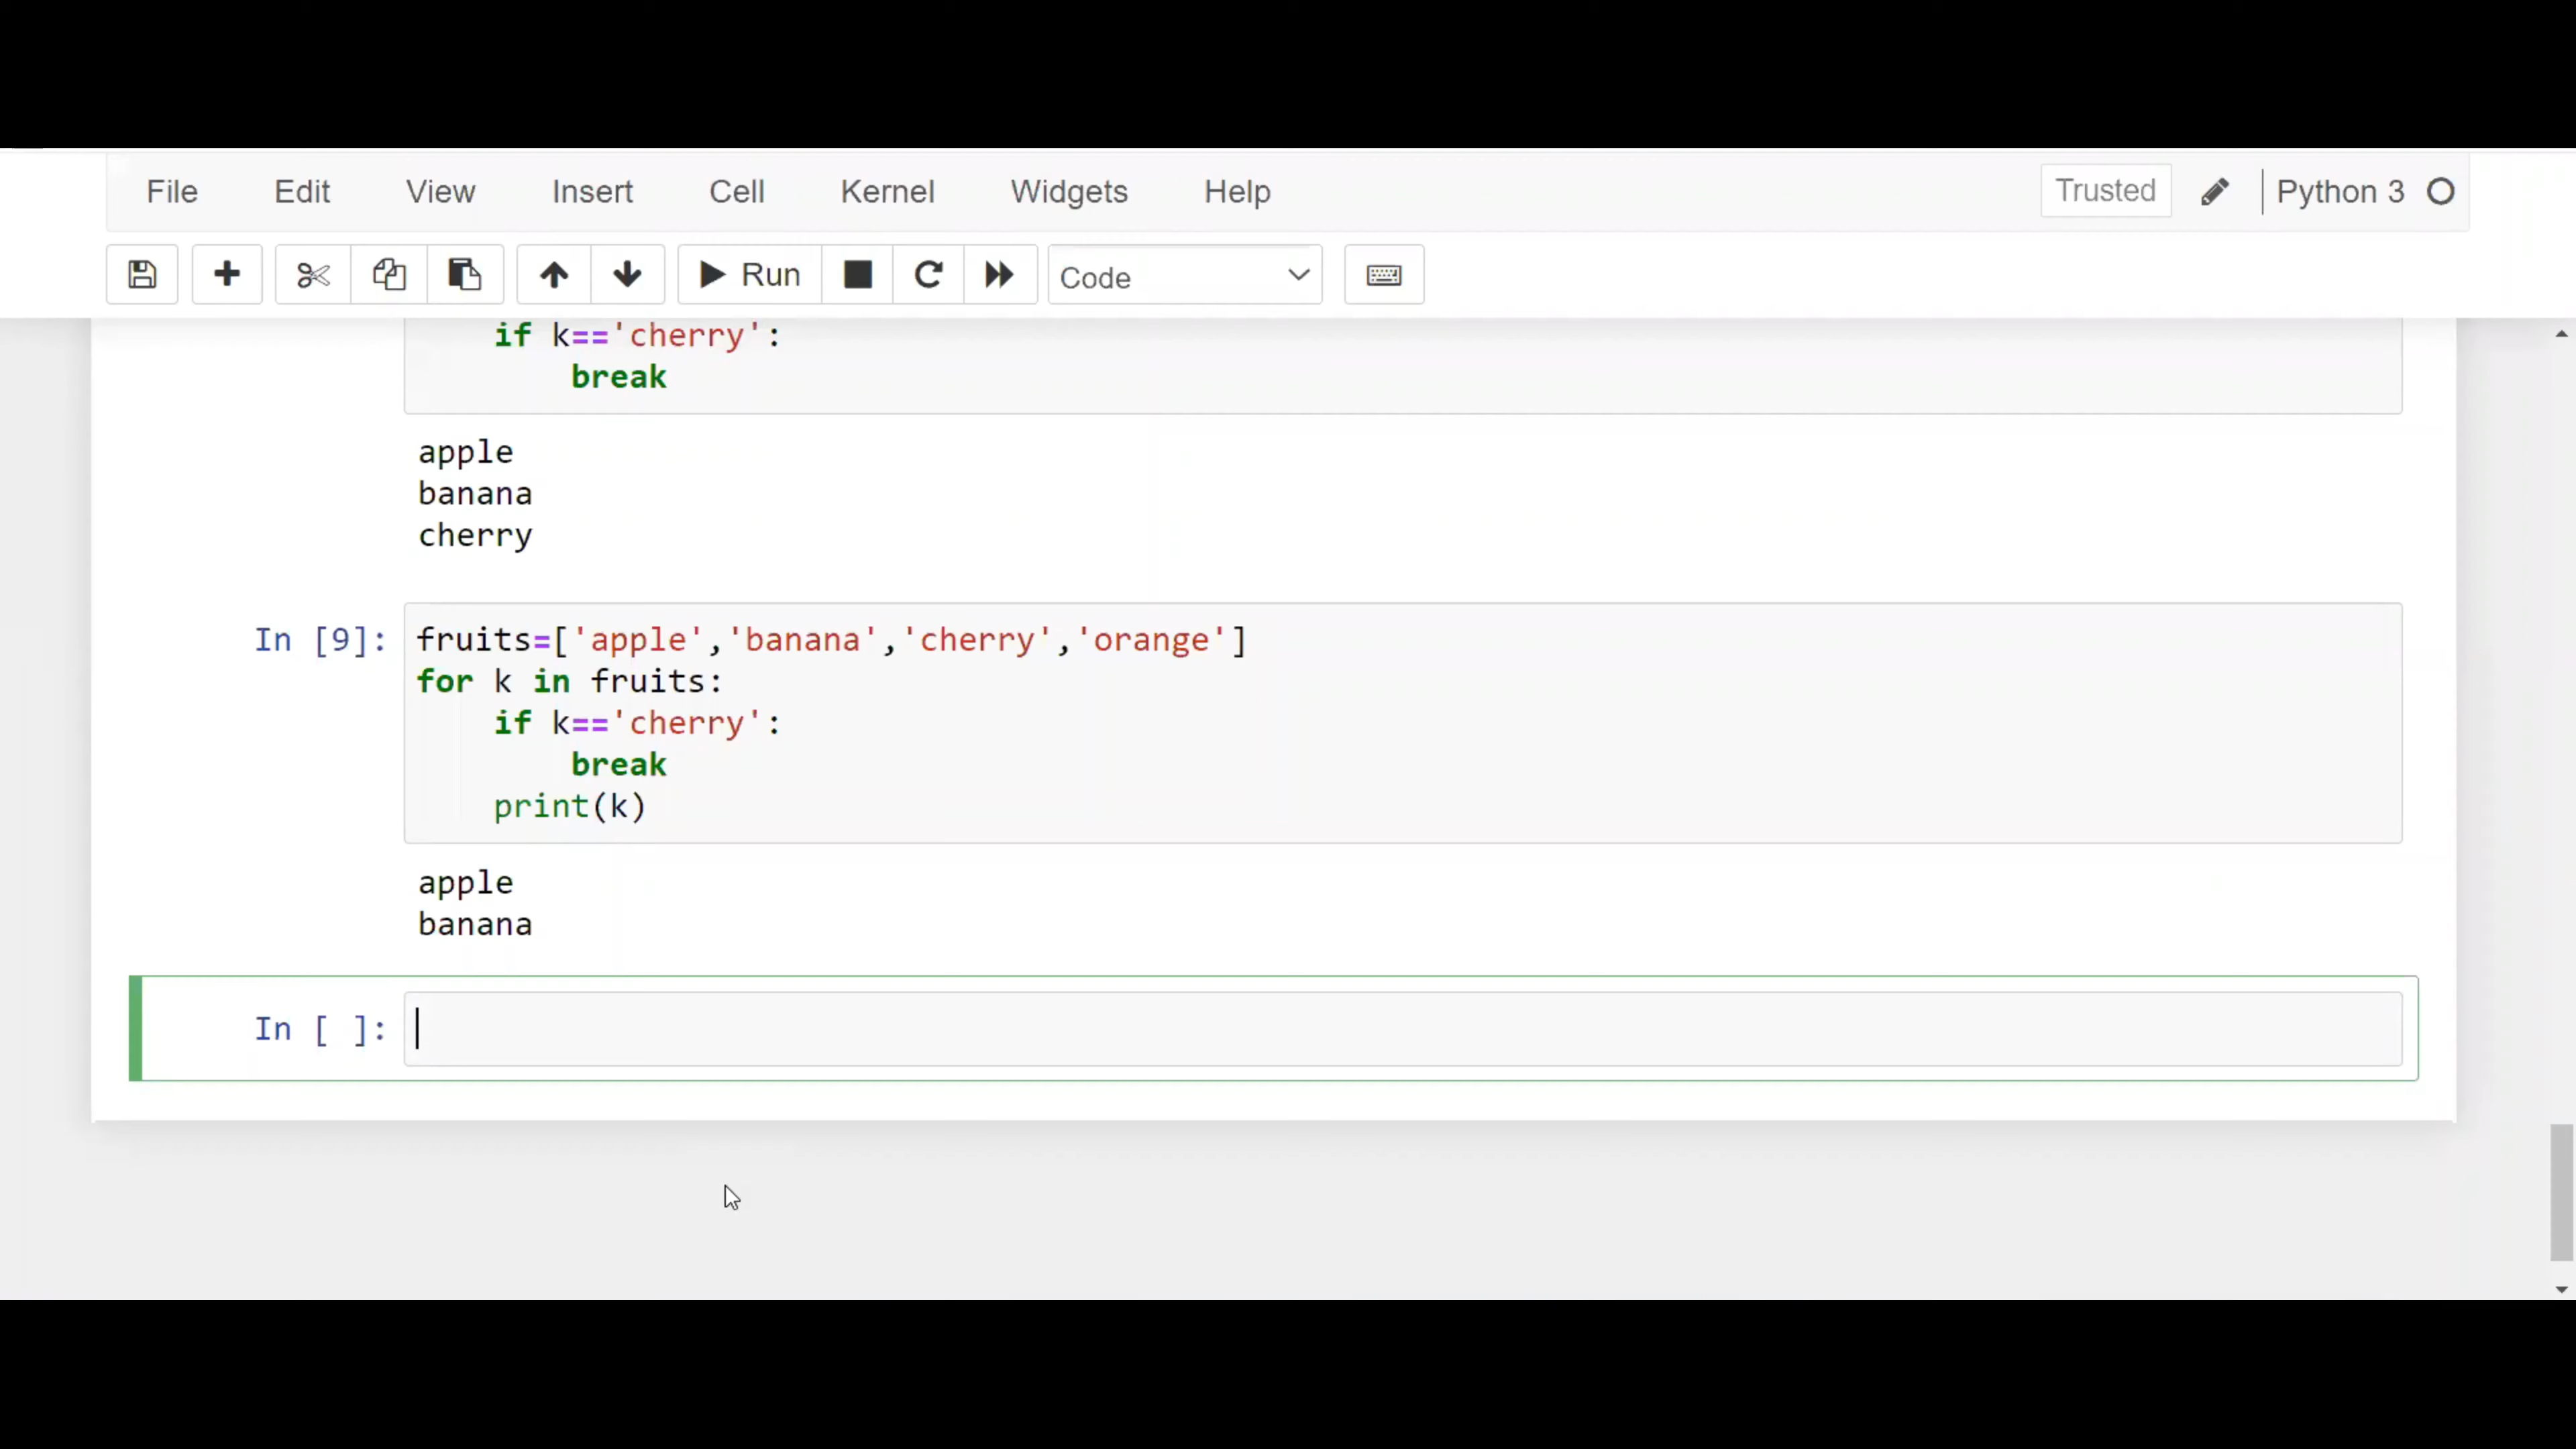 File Edit View Insert Cell Kernel Widgets Help Trusted Python 3
Run Code
if k=='cherry':
break
apple
banana
cherry
In [9]: fruits=['apple','banana','cherry','orange']
for k in fruits:
if k=='cherry':
break
print(k)
apple
banana
In [ ]: